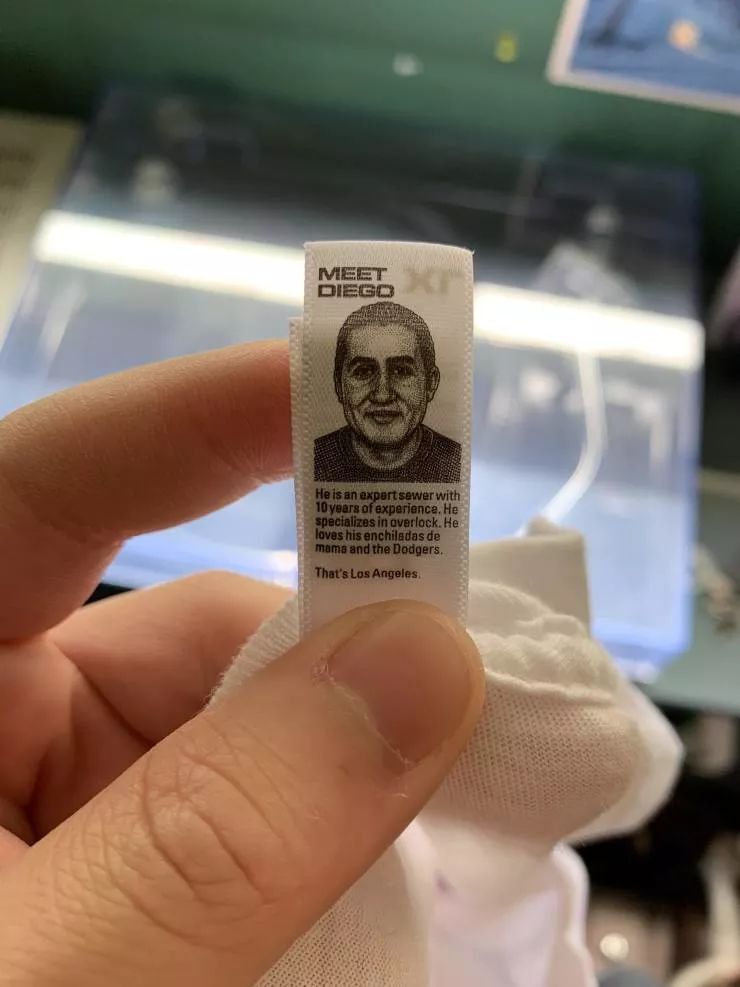 MEET
DIEGO
He is an expert sewer with
10 years of experience. He
specializes in overlock. He
loves his enchiladas de
mama and the Dodgers.
That's Los Angeles.